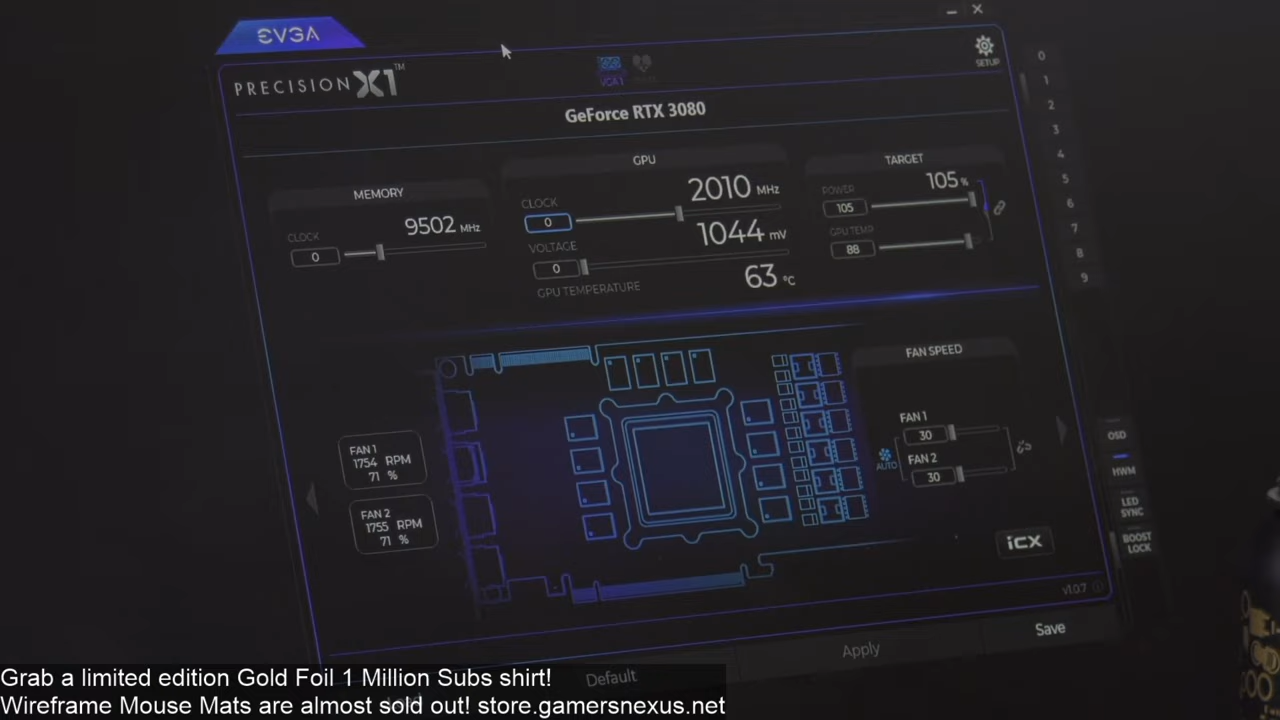 EVGA
PRECISION X1™
SETUP
GeForce RTX 3080
MEMORY
CLOCK
0
9502 MHz
GPU
CLOCK
0
2010 MHz
VOLTAGE
0
1044 mV
GPU TEMPERATURE
63 °C
TARGET
POWER
105
105 %
GPU TEMP
88
0
1
2
3
4
5
6
7
8
9
FAN 1
1754 RPM
71 %
FAN 2
1755 RPM
71 %
FAN SPEED
FAN 1
30
AUTO
FAN 2
30
iCX
OSD
HWM
LED
SYNC
BOOST
LOCK
v1.0.7
Default
Apply
Save
Grab a limited edition Gold Foil 1 Million Subs shirt!
Wireframe Mouse Mats are almost sold out! store.gamersnexus.net